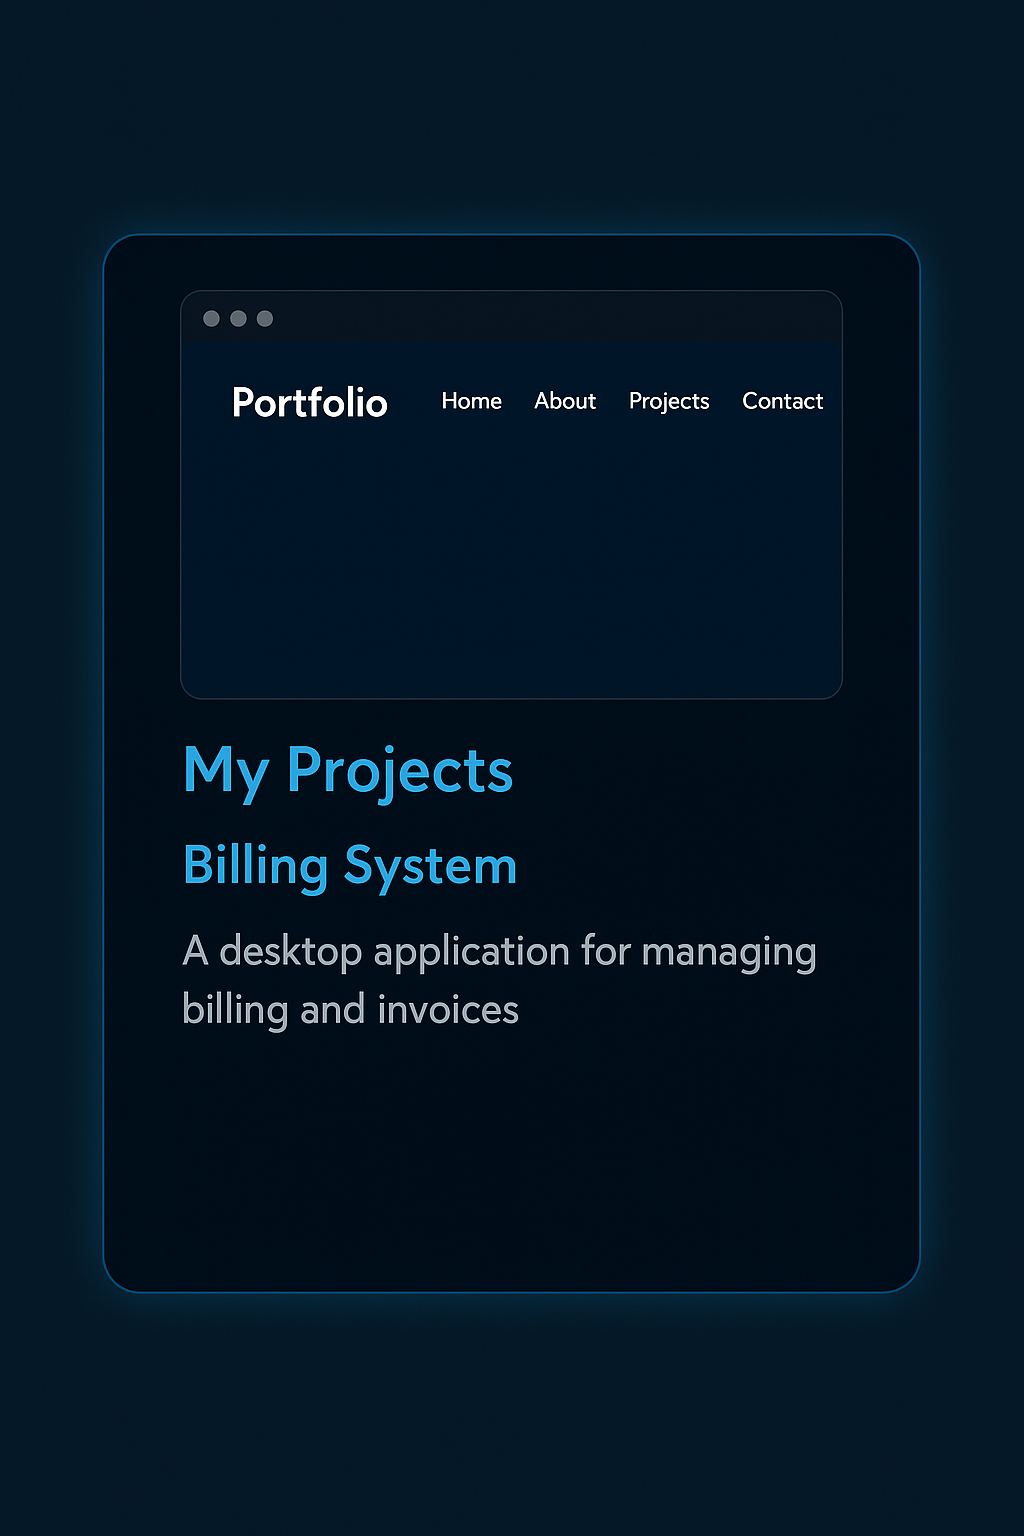 Portfolio Home About Projects Contact
My Projects
Billing System
A desktop application for managing
billing and invoices